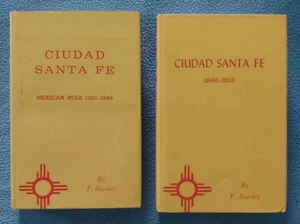 CIUDAD
SANTA FE
MEXICAN RULE 1821-1846
By
F. Stanley
CIUDAD SANTA FE
1846-1912
By
F. Stanley